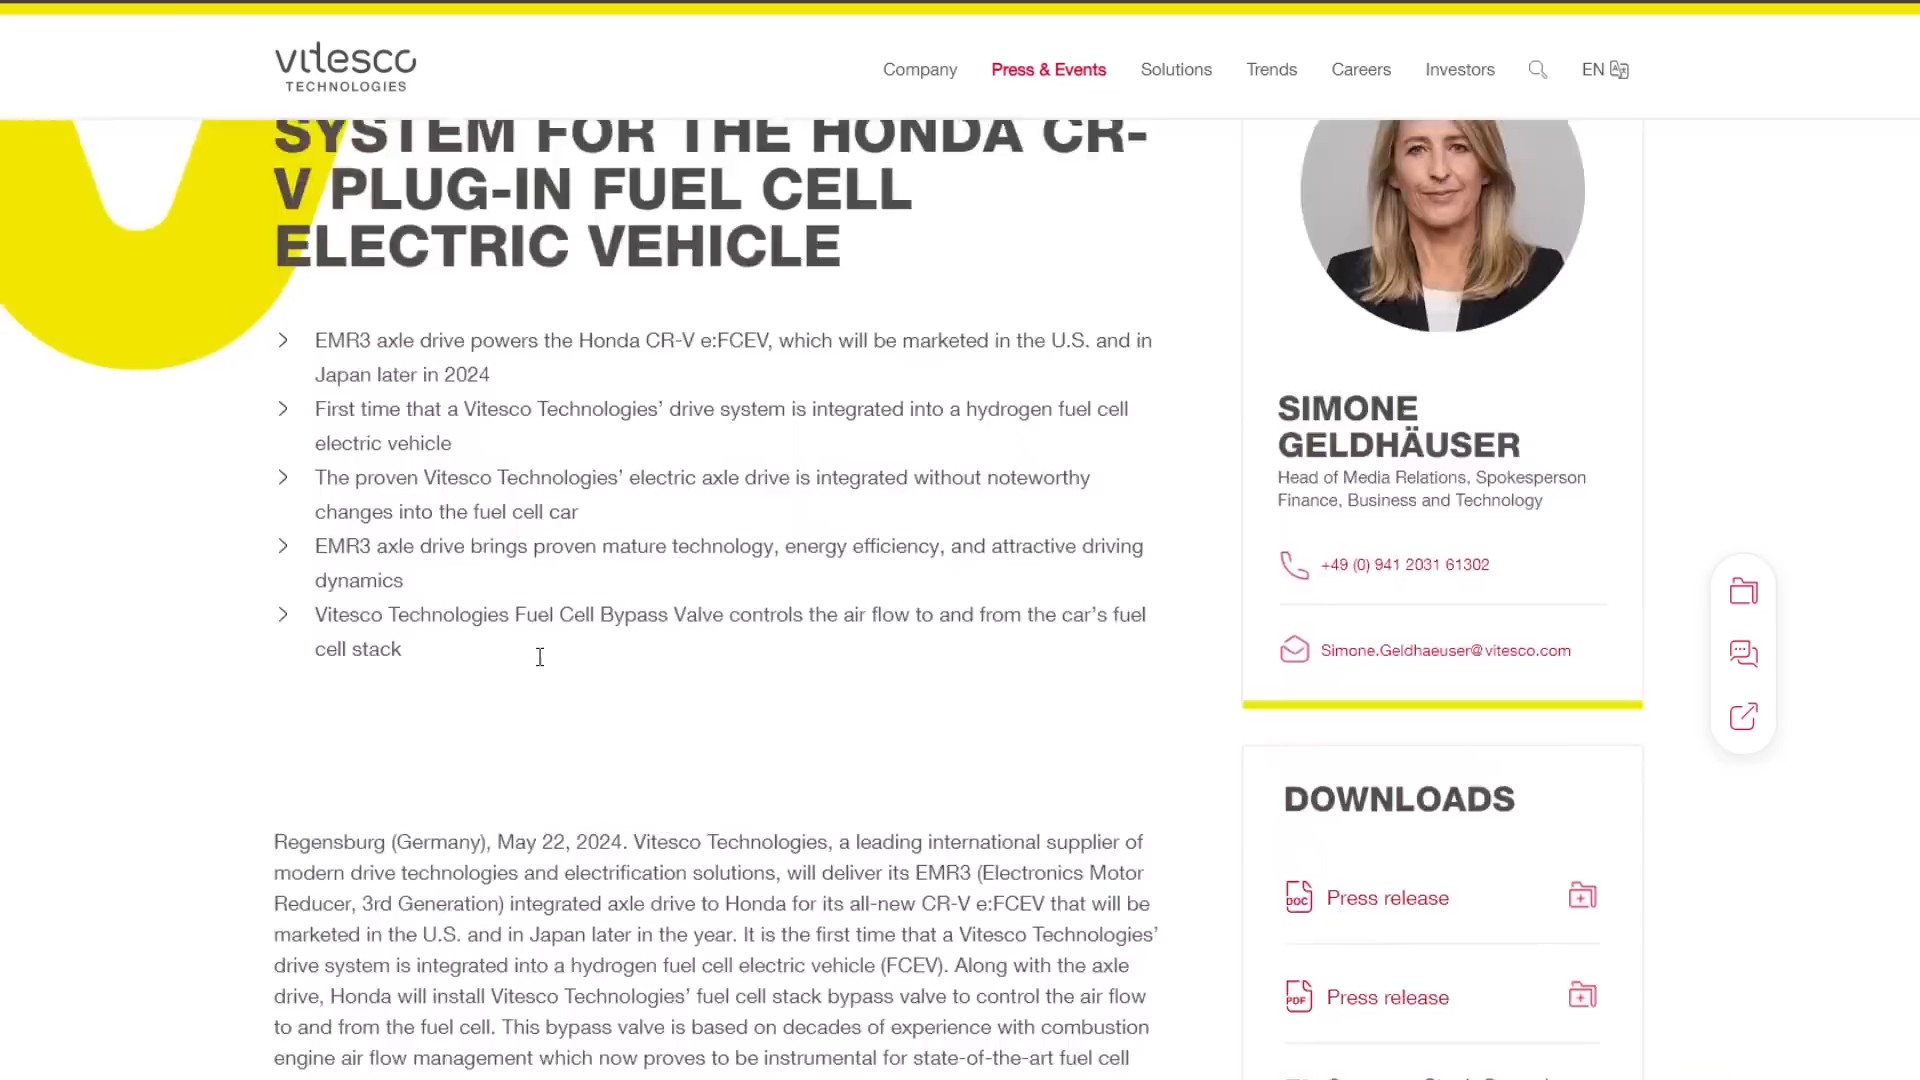 vitesco
TECHNOLOGIES
Company
Press & Events
Solutions
Trends
Careers
Investors
EN
SYSTEM FOR THE HONDA CR-
V PLUG-IN FUEL CELL
ELECTRIC VEHICLE
EMR3 axle drive powers the Honda CR-V e:FCEV, which will be marketed in the U.S. and in
Japan later in 2024
First time that a Vitesco Technologies’ drive system is integrated into a hydrogen fuel cell
electric vehicle
The proven Vitesco Technologies’ electric axle drive is integrated without noteworthy
changes into the fuel cell car
EMR3 axle drive brings proven mature technology, energy efficiency, and attractive driving
dynamics
Vitesco Technologies Fuel Cell Bypass Valve controls the air flow to and from the car’s fuel
cell stack
Regensburg (Germany), May 22, 2024. Vitesco Technologies, a leading international supplier of
modern drive technologies and electrification solutions, will deliver its EMR3 (Electronics Motor
Reducer, 3rd Generation) integrated axle drive to Honda for its all-new CR-V e:FCEV that will be
marketed in the U.S. and in Japan later in the year. It is the first time that a Vitesco Technologies’
drive system is integrated into a hydrogen fuel cell electric vehicle (FCEV). Along with the axle
drive, Honda will install Vitesco Technologies’ fuel cell stack bypass valve to control the air flow
to and from the fuel cell. This bypass valve is based on decades of experience with combustion
engine air flow management which now proves to be instrumental for state-of-the-art fuel cell
SIMONE
GELDHÄUSER
Head of Media Relations, Spokesperson
Finance, Business and Technology
+49 (0) 941 2031 61302
Simone.Geldhaeuser@vitesco.com
DOWNLOADS
DOC
Press release
PDF
Press release